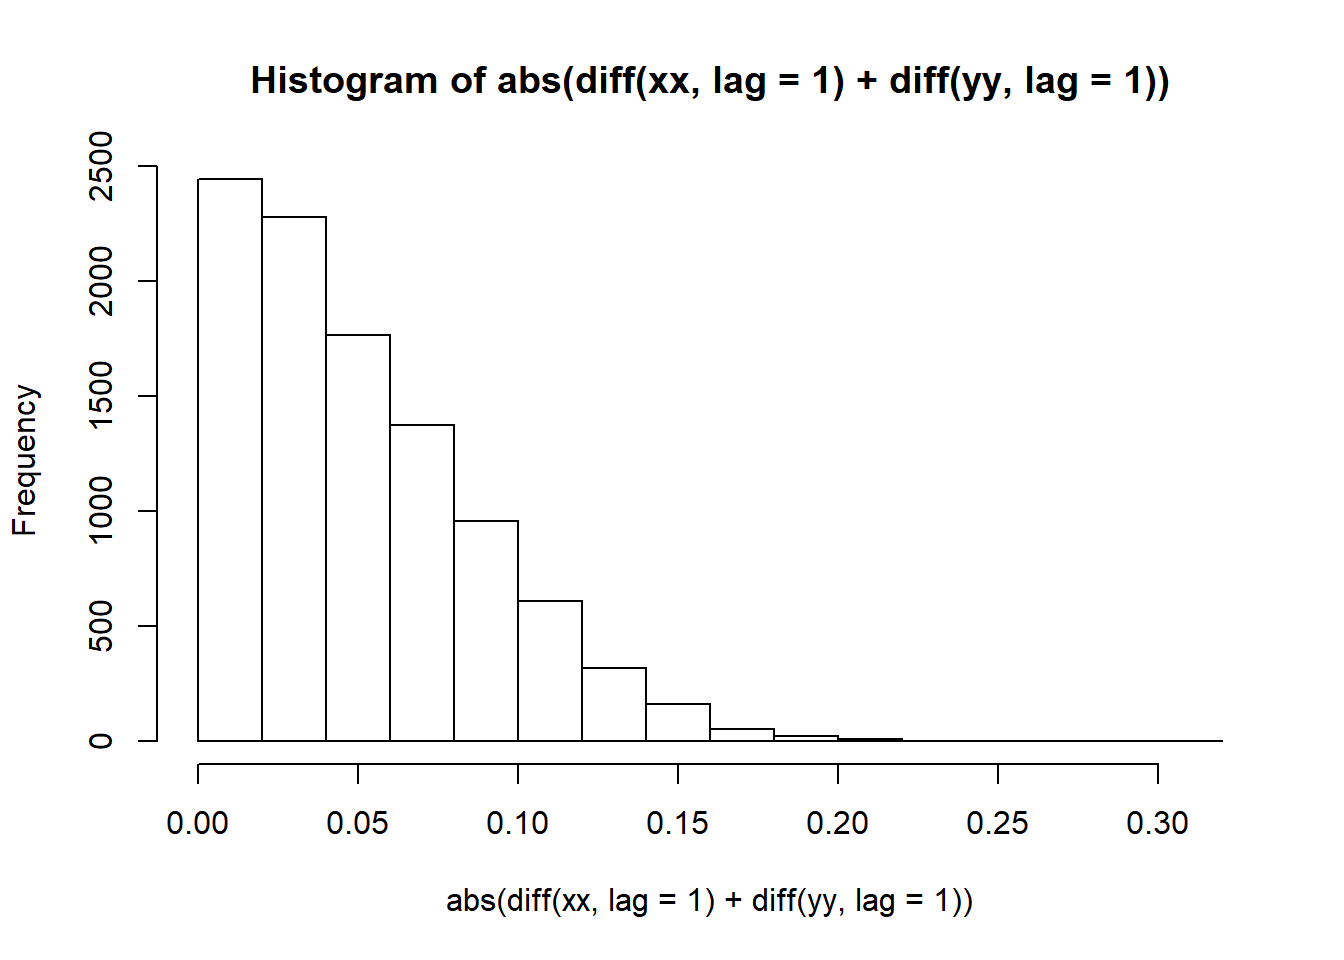 Histogram of abs(diff(xx, lag = 1) + diff(yy, lag = 1))
Frequency
2500
2000
1500
1000
500
0
0.00 0.05 0.10 0.15 0.20 0.25 0.30
abs(diff(xx, lag = 1) + diff(yy, lag = 1))